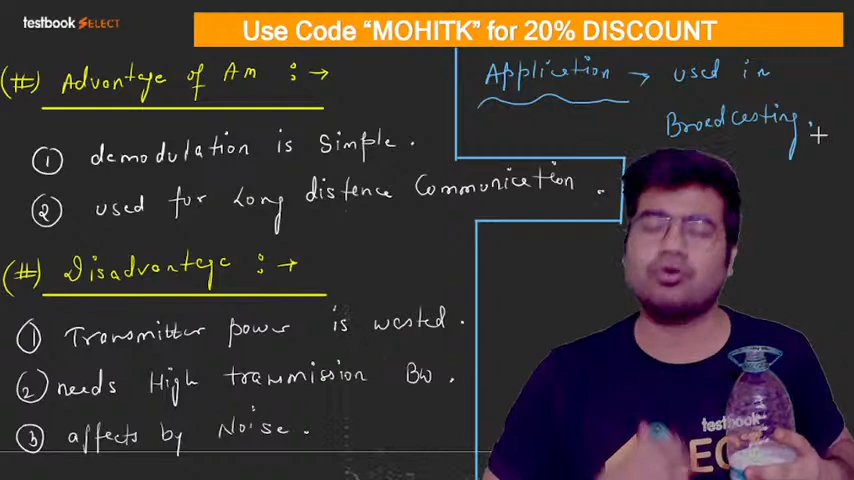 testbook SELECT
Use Code “MOHITK” for 20% DISCOUNT
(#) Advantage of Am :→
Application → used in
Broadcasting.
① demodulation is Simple.
② used for Long distence Communication.
(#) Disadvantage :→
① Transmitter power is wasted.
② needs High transmission BW.
③ affects by Noise.
testbook
SELECT